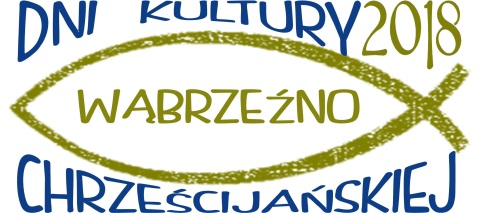 DNI KULTURY 2018
WĄBRZEŹNO
CHRZEŚCIJAŃSKIEJ